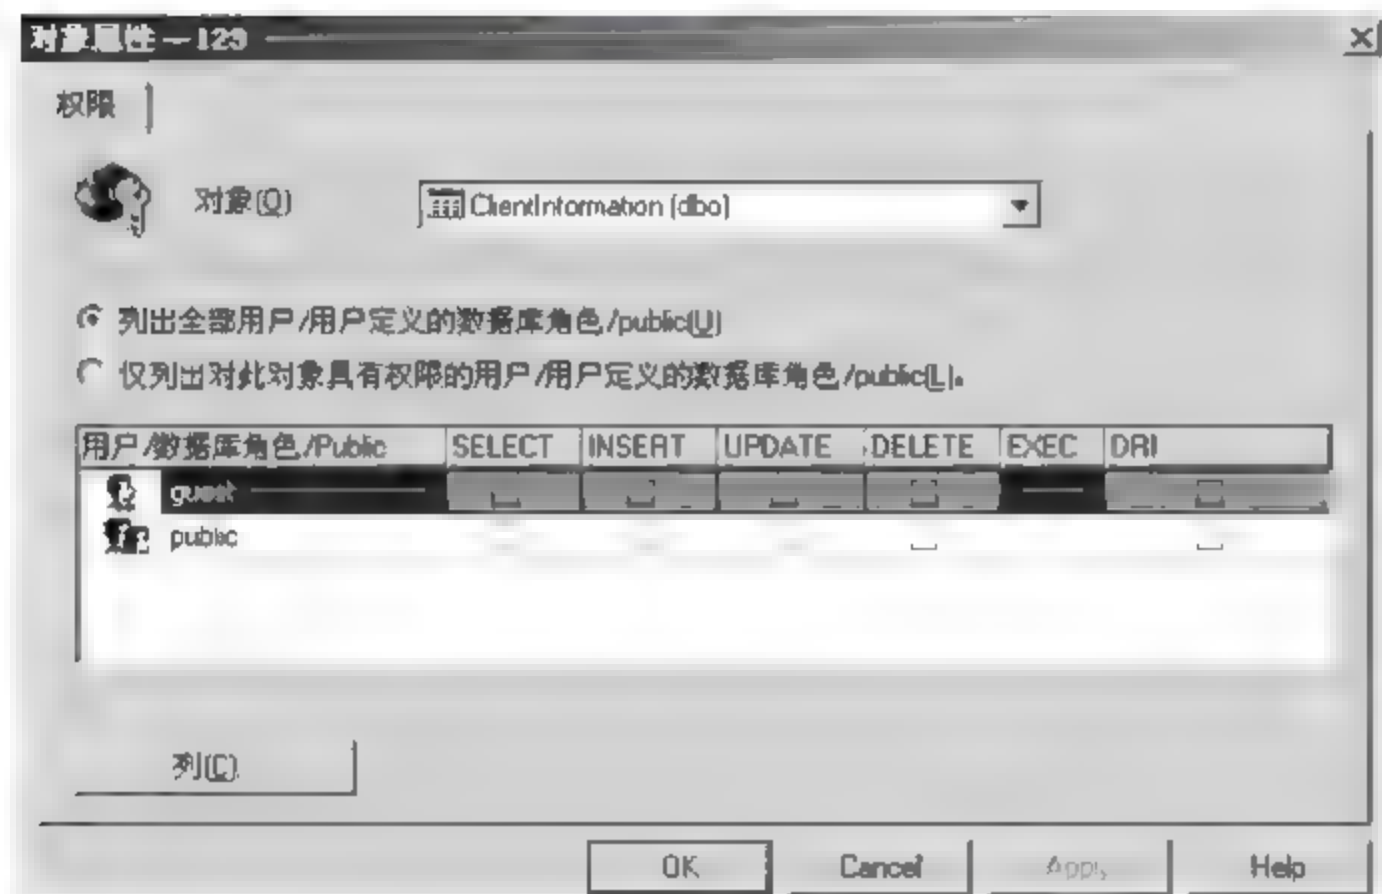 对象属性 — 123
权限
对象(O) ClientInformation (dbo)
列出全部用户/用户定义的数据库角色/public(U)
仅列出对此对象具有权限的用户/用户定义的数据库角色/public(L)。
用户/数据库角色/Public SELECT INSERT UPDATE DELETE EXEC DRI
guest
public
列(C)
OK Cancel Apply Help